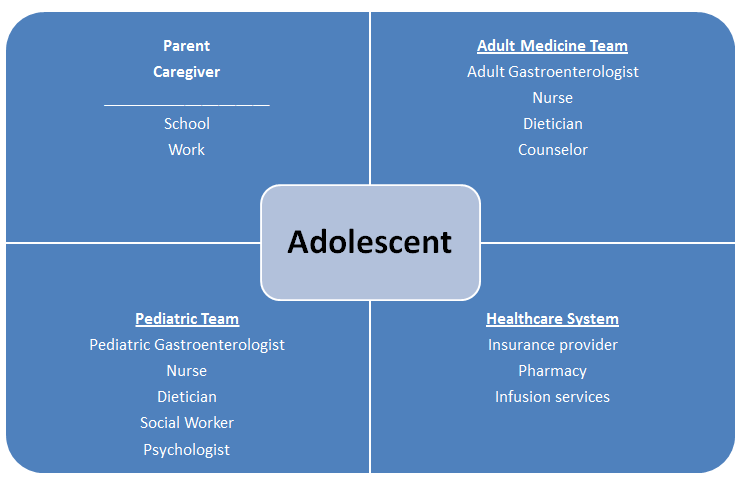 Parent
Caregiver
School
Work
Adult Medicine Team
Adult Gastroenterologist
Nurse
Dietician
Counselor
Adolescent
Pediatric Team
Pediatric Gastroenterologist
Nurse
Dietician
Social Worker
Psychologist
Healthcare System
Insurance provider
Pharmacy
Infusion services